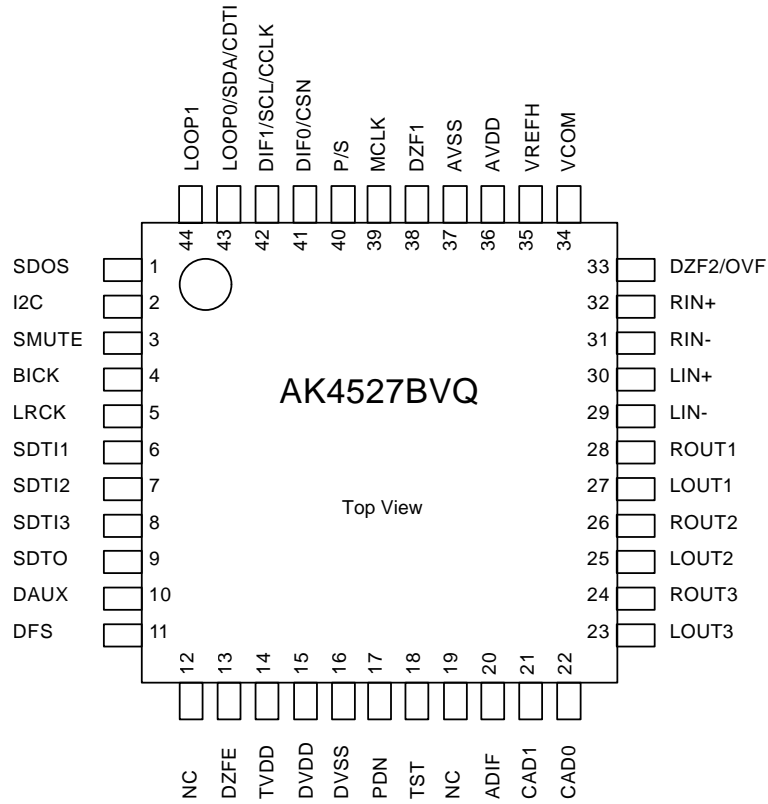 LOOP1
LOOP0/SDA/CDTI
DIF1/SCL/CCLK
DIF0/CSN
P/S
MCLK
DZF1
AVSS
AVDD
VREFH
VCOM
44
43
42
41
40
39
38
37
36
35
34
SDOS 1
I2C 2
SMUTE 3
BICK 4
LRCK 5
SDTI1 6
SDTI2 7
SDTI3 8
SDTO 9
DAUX 10
DFS 11
AK4527BVQ
Top View
33 DZF2/OVF
32 RIN+
31 RIN-
30 LIN+
29 LIN-
28 ROUT1
27 LOUT1
26 ROUT2
25 LOUT2
24 ROUT3
23 LOUT3
12
13
14
15
16
17
18
19
20
21
22
NC
DZFE
TVDD
DVDD
DVSS
PDN
TST
NC
ADIF
CAD1
CAD0